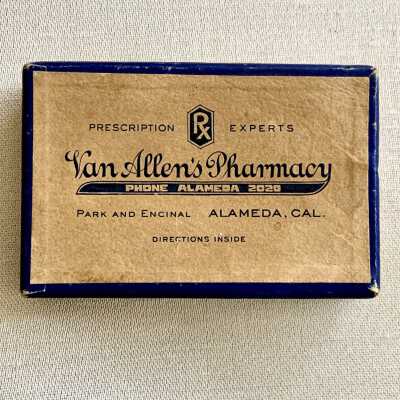 Rx
PRESCRIPTION EXPERTS
Van Allen's Pharmacy
PHONE ALAMEDA 2020
PARK AND ENCINAL ALAMEDA, CAL.
DIRECTIONS INSIDE